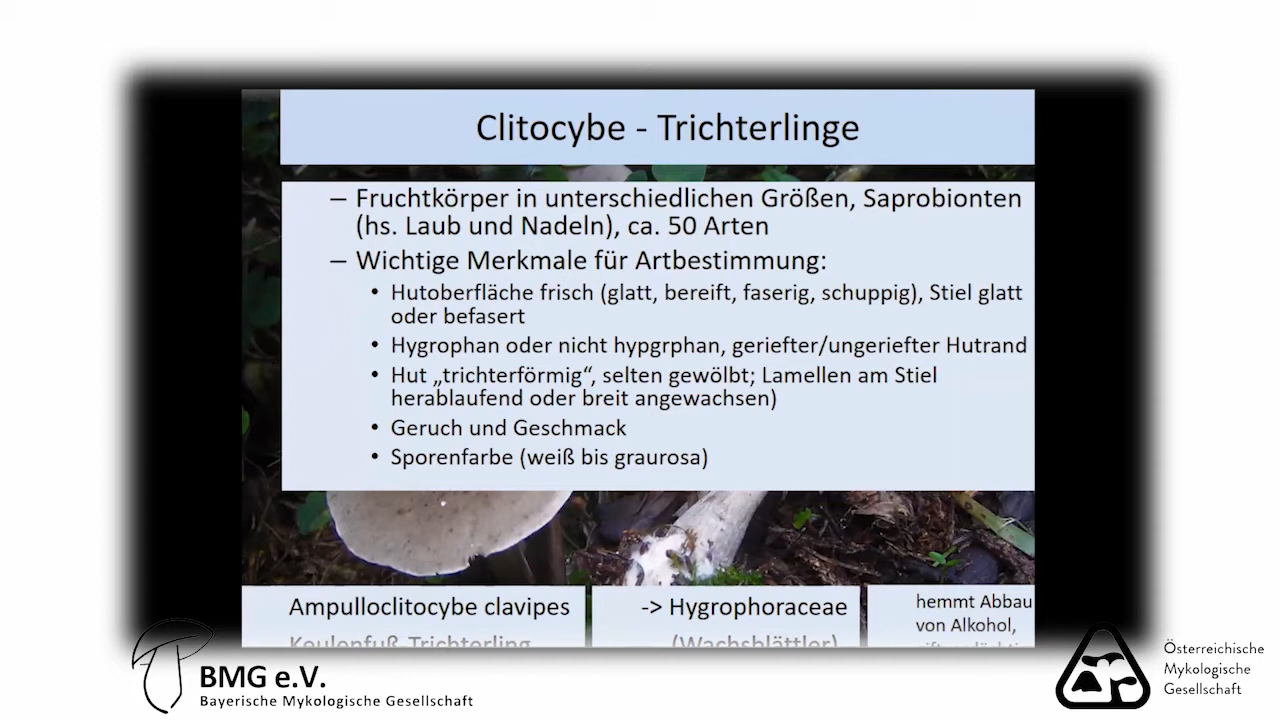 Clitocybe - Trichterlinge
– Fruchtkörper in unterschiedlichen Größen, Saprobionten
(hs. Laub und Nadeln), ca. 50 Arten
– Wichtige Merkmale für Artbestimmung:
• Hutoberfläche frisch (glatt, bereift, faserig, schuppig), Stiel glatt
oder befasert
• Hygrophan oder nicht hypgrphan, geriefter/ungeriefter Hutrand
• Hut „trichterförmig“, selten gewölbt; Lamellen am Stiel
herablaufend oder breit angewachsen)
• Geruch und Geschmack
• Sporenfarbe (weiß bis graurosa)
Ampulloclitocybe clavipes
Keulenfuß-Trichterling
-> Hygrophoraceae
(Wachsblättler)
hemmt Abbau
von Alkohol,
BMG e.V.
Bayerische Mykologische Gesellschaft
Österreichische
Mykologische
Gesellschaft